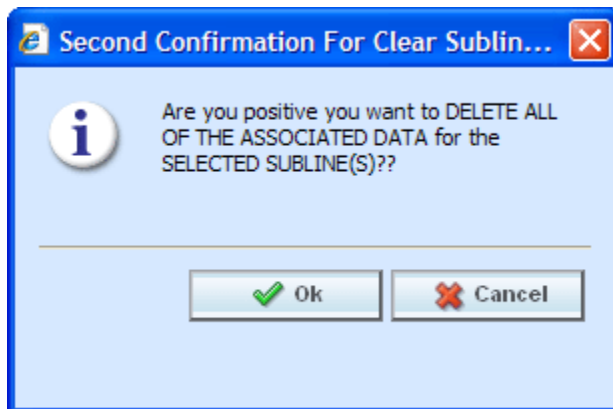 Second Confirmation For Clear Sublin...
Are you positive you want to DELETE ALL
OF THE ASSOCIATED DATA for the
SELECTED SUBLINE(S)??
Ok
Cancel